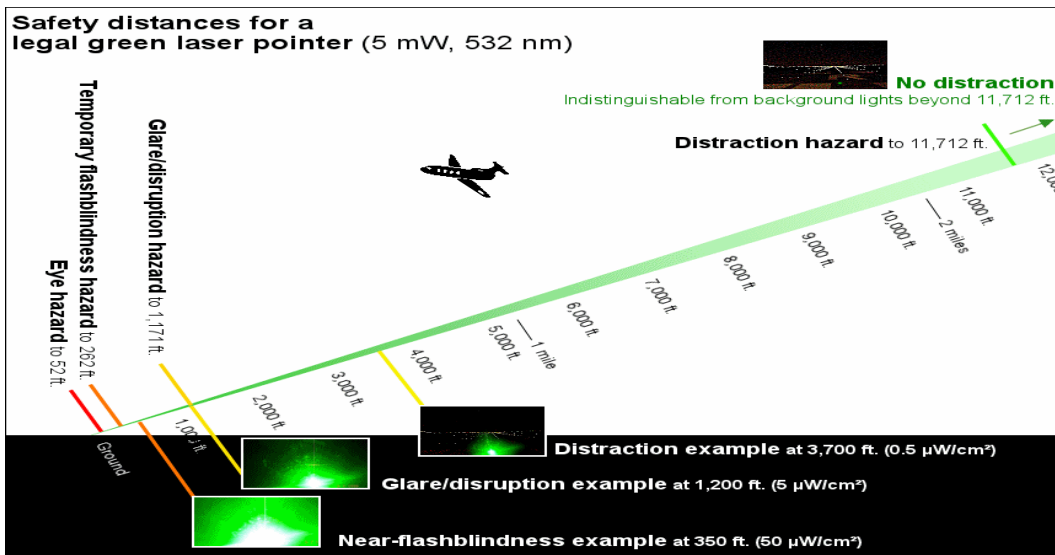 Safety distances for a
legal green laser pointer (5 mW, 532 nm)
No distraction
Indistinguishable from background lights beyond 11,712 ft.
Distraction hazard to 11,712 ft.
Glare/disruption hazard to 1,171 ft.
Temporary flashblindness hazard to 262 ft.
Eye hazard to 52 ft.
Ground
2,000 ft.
3,000 ft.
4,000 ft.
5,000 ft.
1 mile
6,000 ft.
7,000 ft.
8,000 ft.
9,000 ft.
10,000 ft.
2 miles
11,000 ft.
Distraction example at 3,700 ft. (0.5 µW/cm²)
Glare/disruption example at 1,200 ft. (5 µW/cm²)
Near-flashblindness example at 350 ft. (50 µW/cm²)